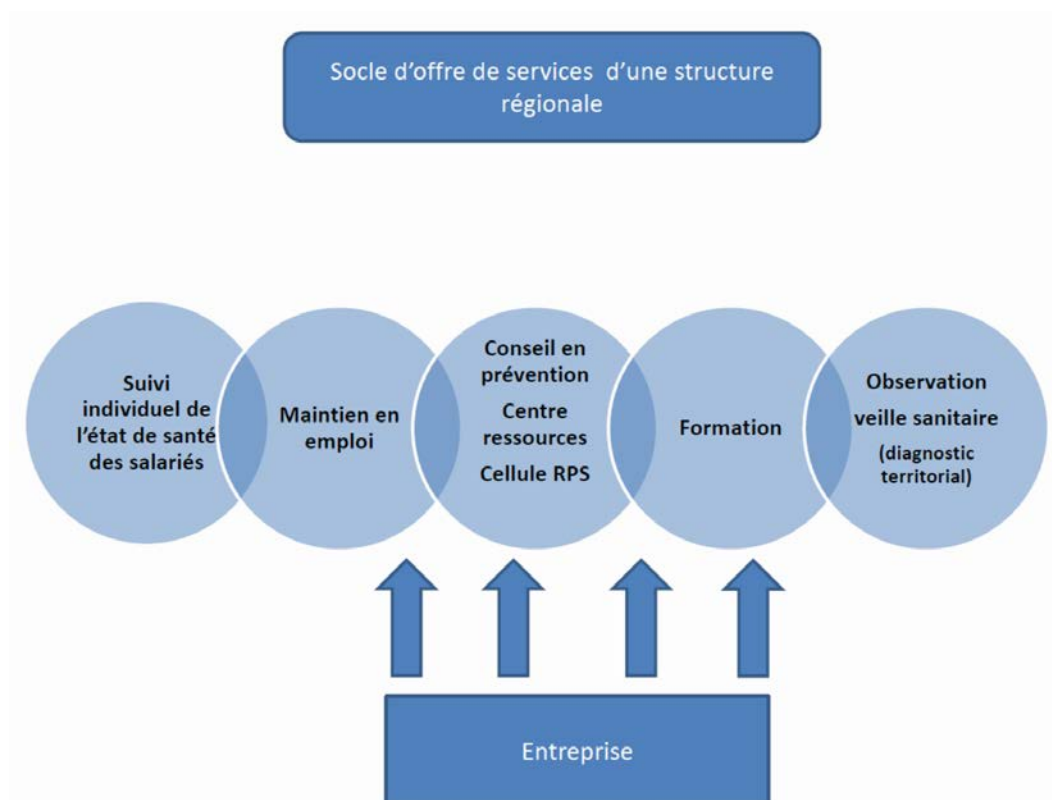 Socle d'offre de services d'une structure
régionale
Suivi
individuel de
l'état de santé
des salariés
Maintien en
emploi
Conseil en
prévention
Centre
ressources
Cellule RPS
Formation
Observation
veille sanitaire
(diagnostic
territorial)
Entreprise